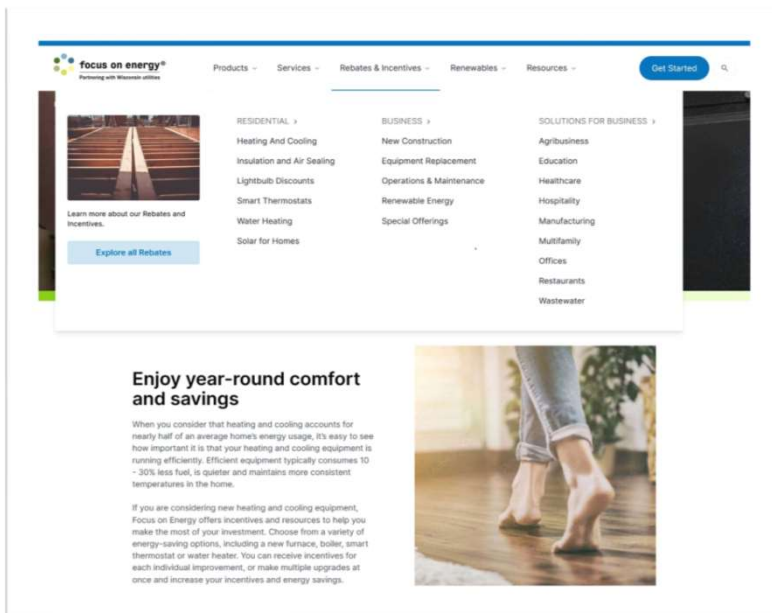 focus on energy®
Partnering with Wisconsin utilities
Products
Services
Rebates & Incentives
Renewables
Resources
Get Started
Learn more about our Rebates and
Incentives.
Explore all Rebates
RESIDENTIAL >
Heating And Cooling
Insulation and Air Sealing
Lightbulb Discounts
Smart Thermostats
Water Heating
Solar for Homes
BUSINESS >
New Construction
Equipment Replacement
Operations & Maintenance
Renewable Energy
Special Offerings
SOLUTIONS FOR BUSINESS >
Agribusiness
Education
Healthcare
Hospitality
Manufacturing
Multifamily
Offices
Restaurants
Wastewater
Enjoy year-round comfort
and savings
When you consider that heating and cooling accounts for
nearly half of an average home's energy usage, it's easy to see
how important it is that your heating and cooling equipment is
running efficiently. Efficient equipment typically consumes 10
- 30% less fuel, is quieter and maintains more consistent
temperatures in the home.
If you are considering new heating and cooling equipment,
Focus on Energy offers incentives and resources to help you
make the most of your investment. Choose from a variety of
energy-saving options, including a new furnace, boiler, smart
thermostat or water heater. You can receive incentives for
each individual improvement, or make multiple upgrades at
once and increase your incentives and energy savings.